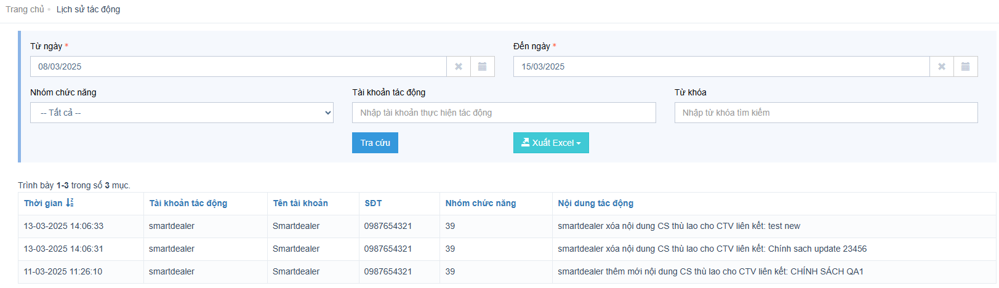 Trang chủ • Lịch sử tác động
Từ ngày * Đến ngày *
08/03/2025 15/03/2025
Nhóm chức năng Tài khoản tác động Từ khóa
-- Tất cả -- Nhập tài khoản thực hiện tác động Nhập từ khóa tìm kiếm
Tra cứu Xuất Excel
Trình bày 1-3 trong số 3 mục.
Thời gian Tài khoản tác động Tên tài khoản SĐT Nhóm chức năng Nội dung tác động
13-03-2025 14:06:33 smartdealer Smartdealer 0987654321 39 smartdealer xóa nội dung CS thù lao cho CTV liên kết: test new
13-03-2025 14:06:31 smartdealer Smartdealer 0987654321 39 smartdealer xóa nội dung CS thù lao cho CTV liên kết: Chính sach update 23456
11-03-2025 11:26:10 smartdealer Smartdealer 0987654321 39 smartdealer thêm mới nội dung CS thù lao cho CTV liên kết: CHÍNH SÁCH QA1